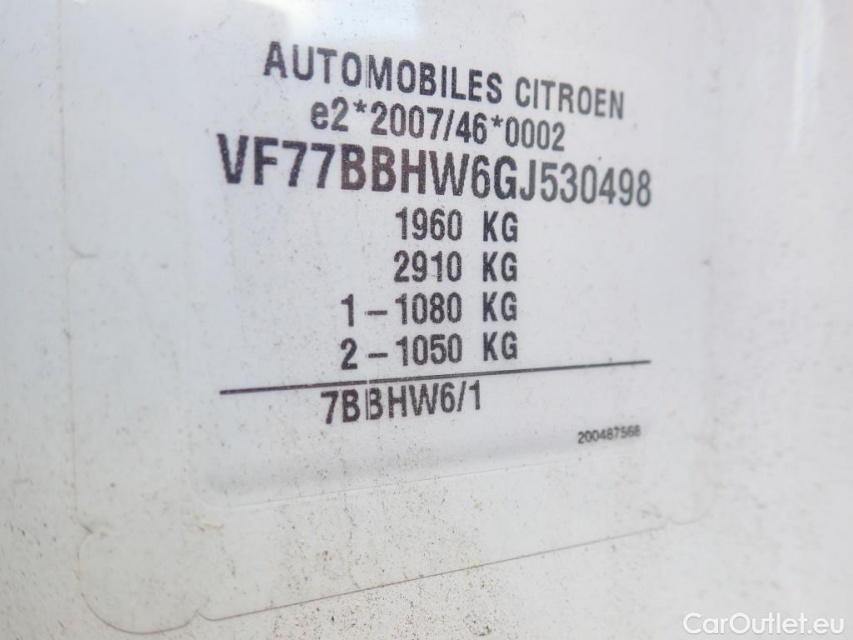 AUTOMOBILES CITROEN
e2*2007/46*0002
VF77BBHW6GJ530498
1960 KG
2910 KG
1-1080 KG
2-1050 KG
7BBHW6/1
200487568
CarOutlet.eu